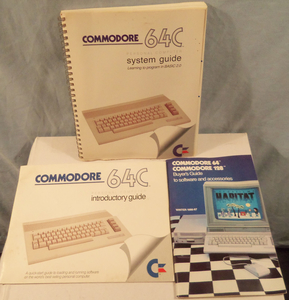 COMMODORE 64C
system guide
Learning to program in BASIC 2.0
COMMODORE 64C
introductory guide
COMMODORE 64
COMMODORE 128
Buyer's Guide
to software and accessories
HABITAT